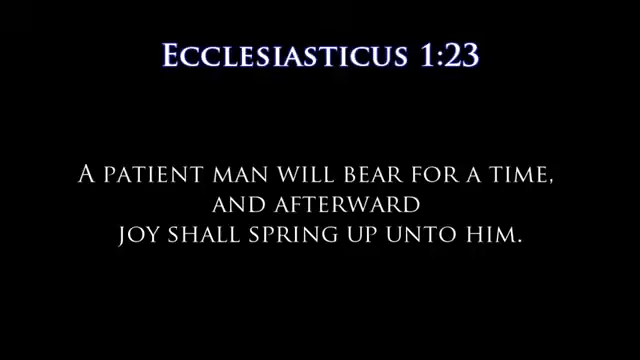 Ecclesiasticus 1:23
A patient man will bear for a time,
and afterward
joy shall spring up unto him.